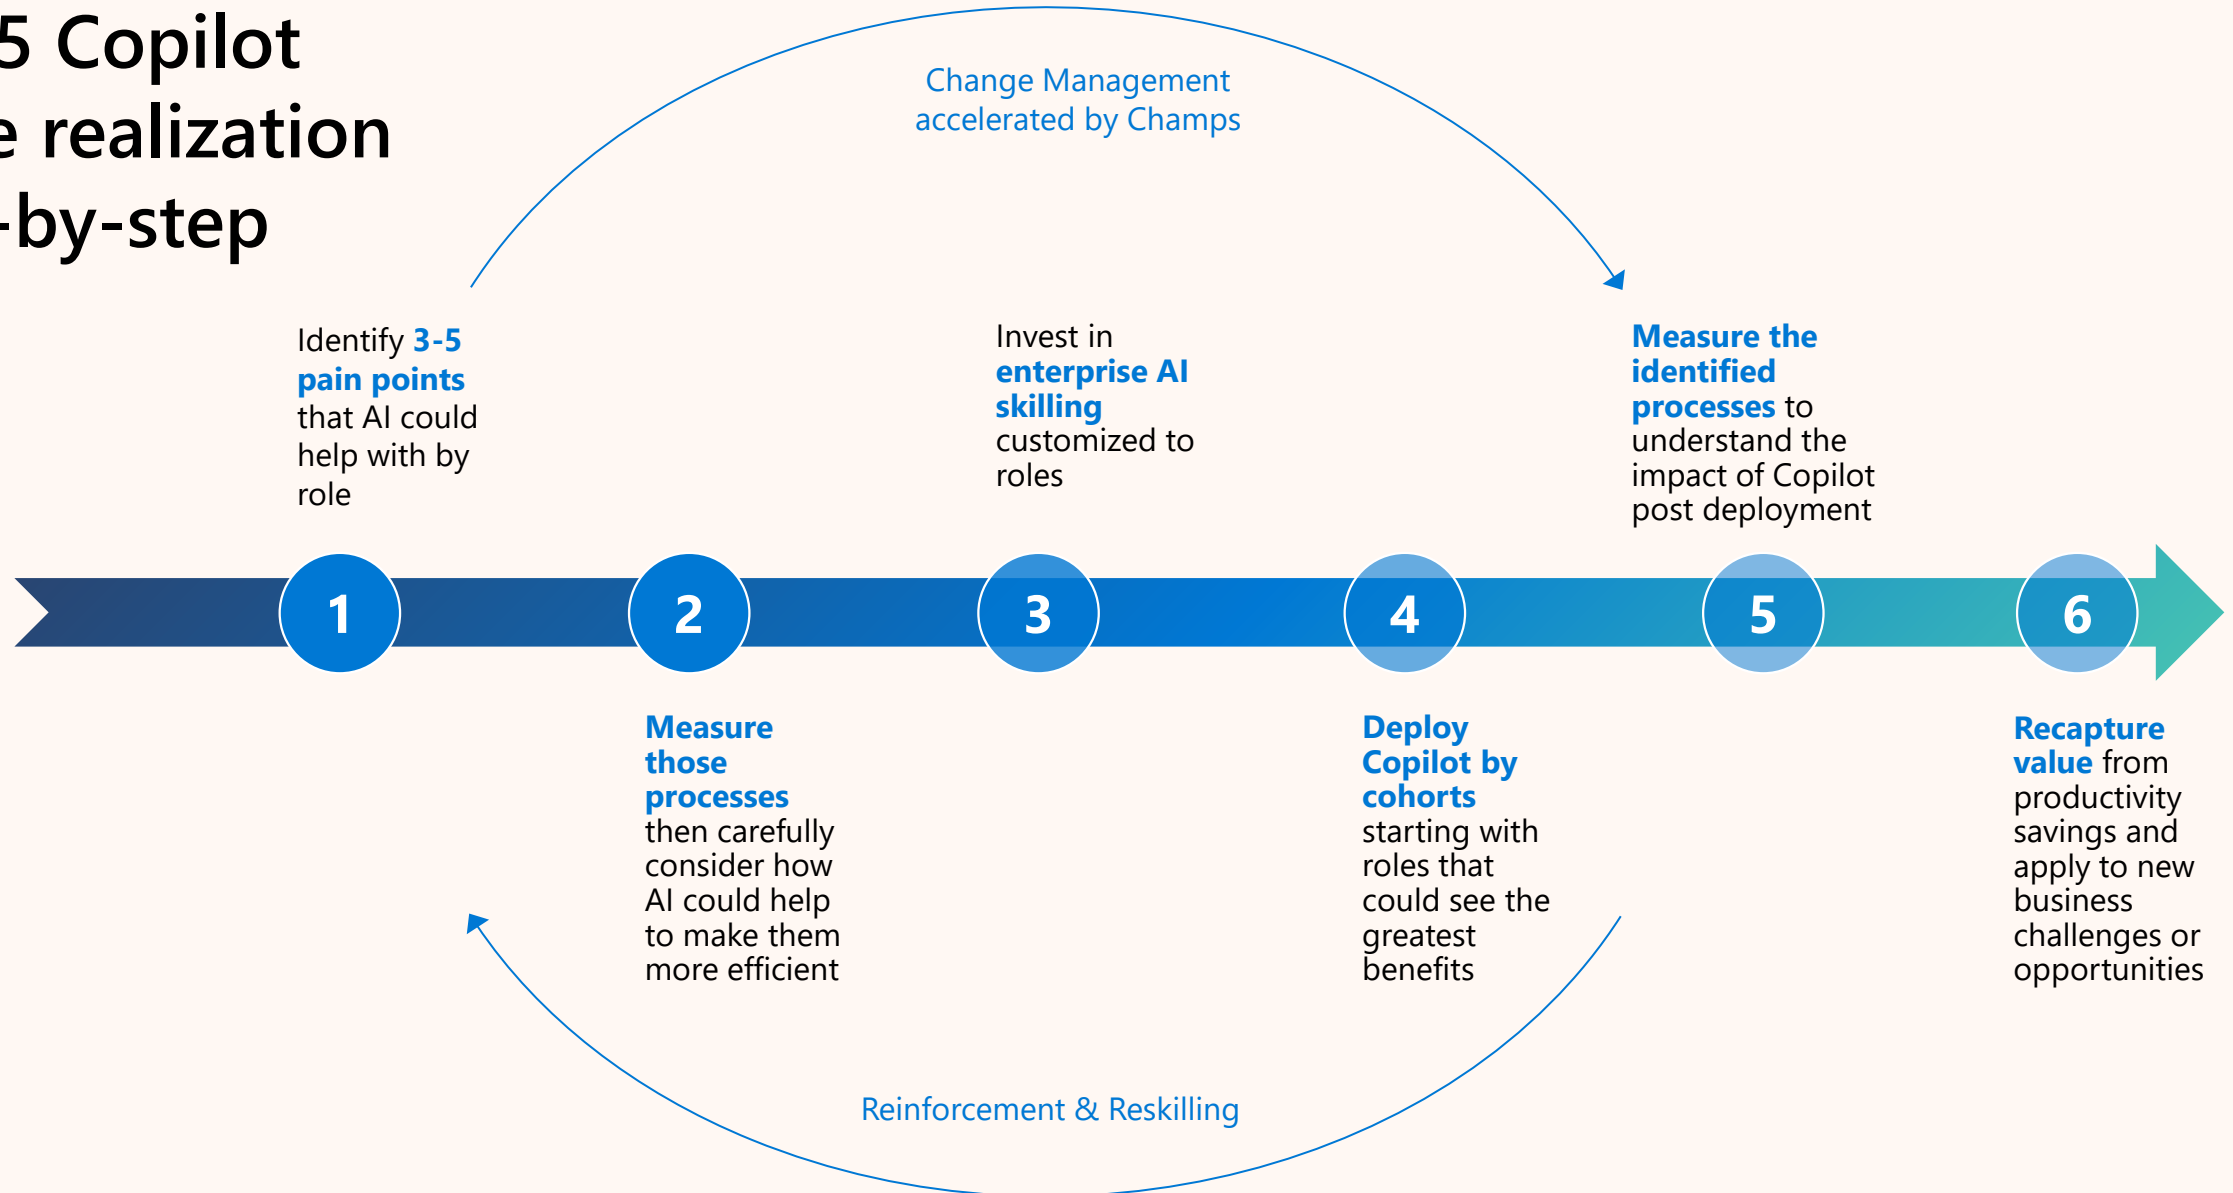 5 Copilot
e realization
-by-step
Change Management
accelerated by Champs
Identify 3-5
pain points
that AI could
help with by
role
Invest in
enterprise AI
skilling
customized to
roles
Measure the
identified
processes to
understand the
impact of Copilot
post deployment
1
2
3
4
5
6
Measure
those
processes
then carefully
consider how
AI could help
to make them
more efficient
Deploy
Copilot by
cohorts
starting with
roles that
could see the
greatest
benefits
Recapture
value from
productivity
savings and
apply to new
business
challenges or
opportunities
Reinforcement & Reskilling